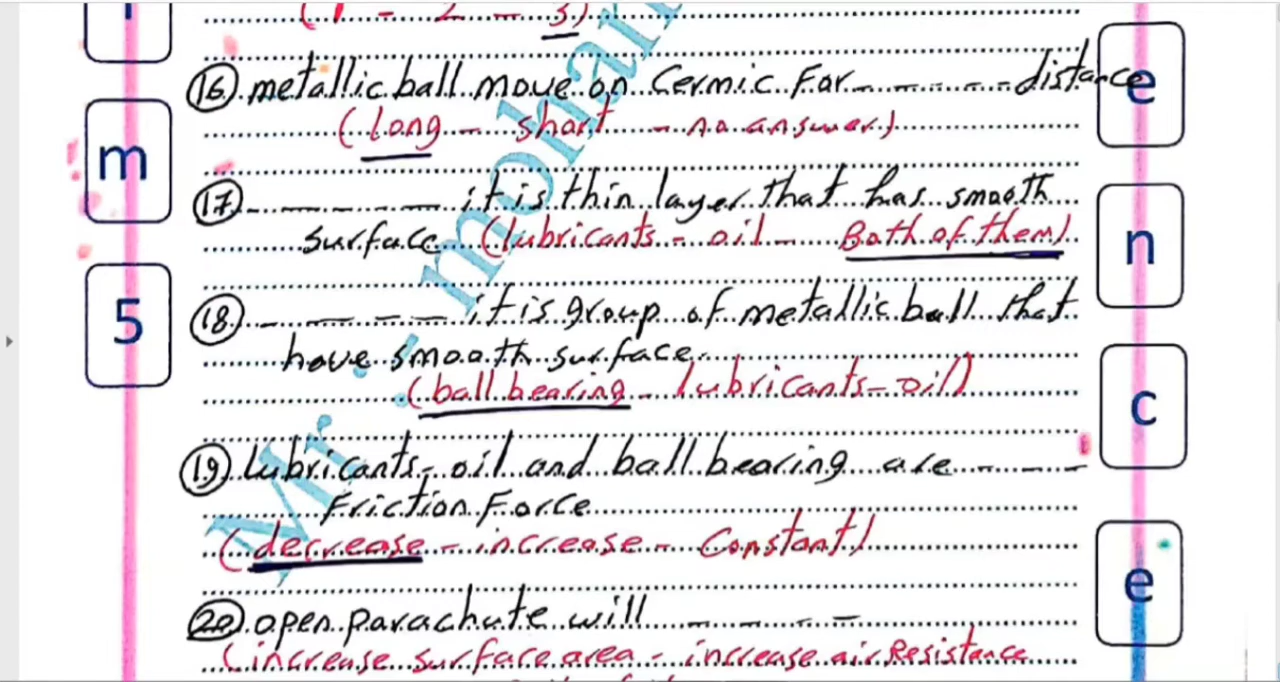 (1 - 2 - 3)
(16) metallic ball move on Cermic For ------ distance
(long - short - no answer)
(17) ------ it is thin layer that has smooth
surface (lubricants - oil - Both of them)
(18) ------ it is group of metallic ball that
have smooth surface
(ball bearing - lubricants - oil)
(19) lubricants, oil and ball bearing are ------
Friction Force
(decrease - increase - Constant)
(20) open parachute will ------
(increase surface area - increase air Resistance
m
5
e
n
c
e
Mr. moham